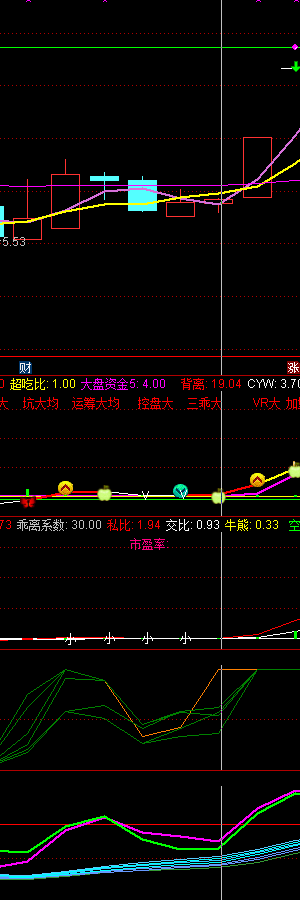 5.53
财 涨
0 超吃比: 1.00 大盘资金5: 4.00 背离: 19.04 CYW: 3.70
大 坑大均 运筹大均 控盘大 三乘大 VR大 加
73 乖离系数: 30.00 私比: 1.94 交比: 0.93 牛熊: 0.33 空
市盈率:
小 小 小 小